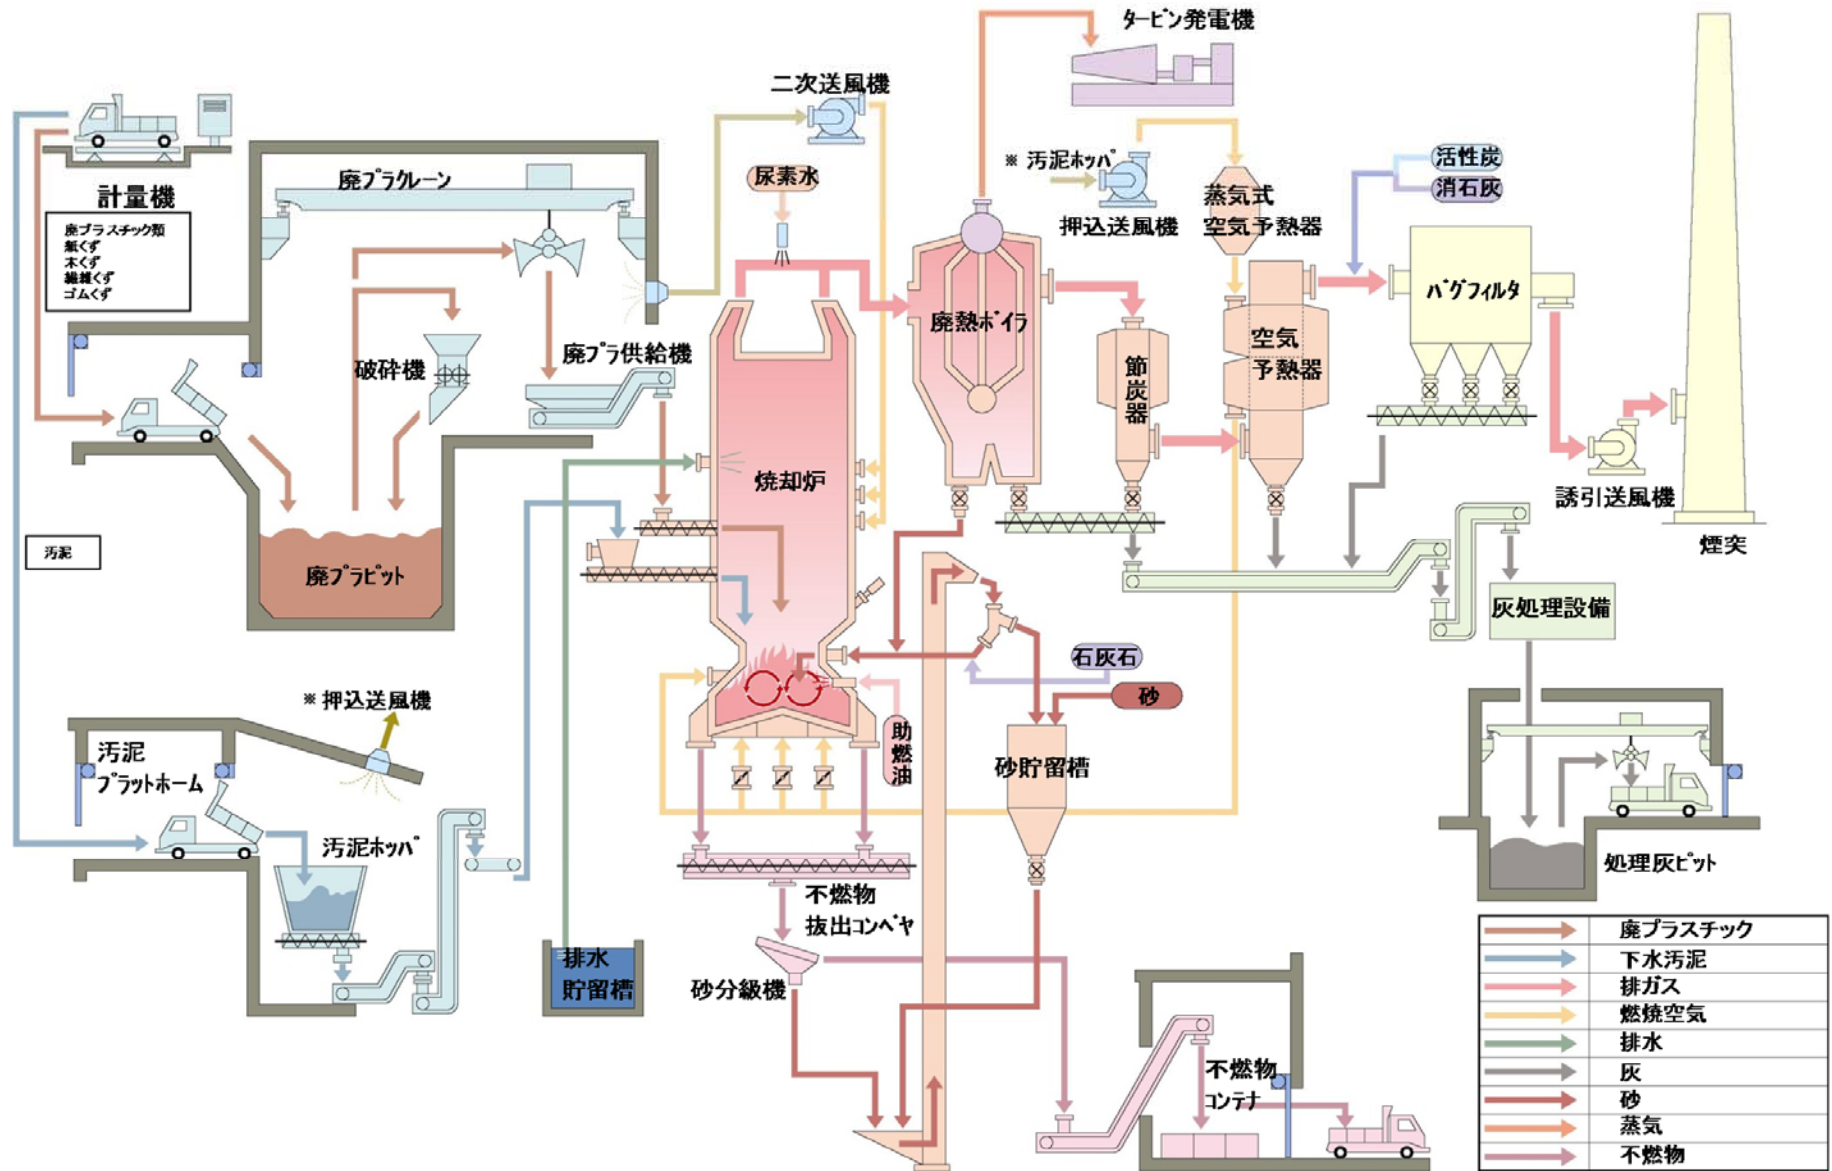 タービン発電機
二次送風機
※ 汚泥ホッパ
押込送風機
蒸気式
空気予熱器
活性炭
消石灰
尿素水
計量機
廃プラスチック類
紙くず
木くず
繊維くず
ゴムくず
廃プラクレーン
破砕機
廃プラ供給機
廃熱ボイラ
節炭器
空気
予熱器
バグフィルタ
誘引送風機
煙突
焼却炉
汚泥
廃プラピット
灰処理設備
石灰石
砂
助燃油
砂貯留槽
※ 押込送風機
汚泥
プラットホーム
汚泥ホッパ
処理灰ピット
不燃物
抜出コンベヤ
排水
貯留槽
砂分級機
不燃物
コンテナ
廃プラスチック
下水汚泥
排ガス
燃焼空気
排水
灰
砂
蒸気
不燃物